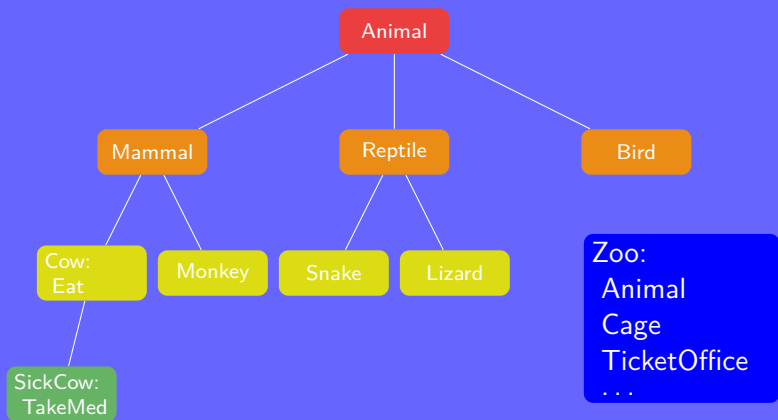 Animal
Mammal
Reptile
Bird
Cow:
Eat
Monkey
Snake
Lizard
Zoo:
Animal
Cage
TicketOffice
...
SickCow:
TakeMed